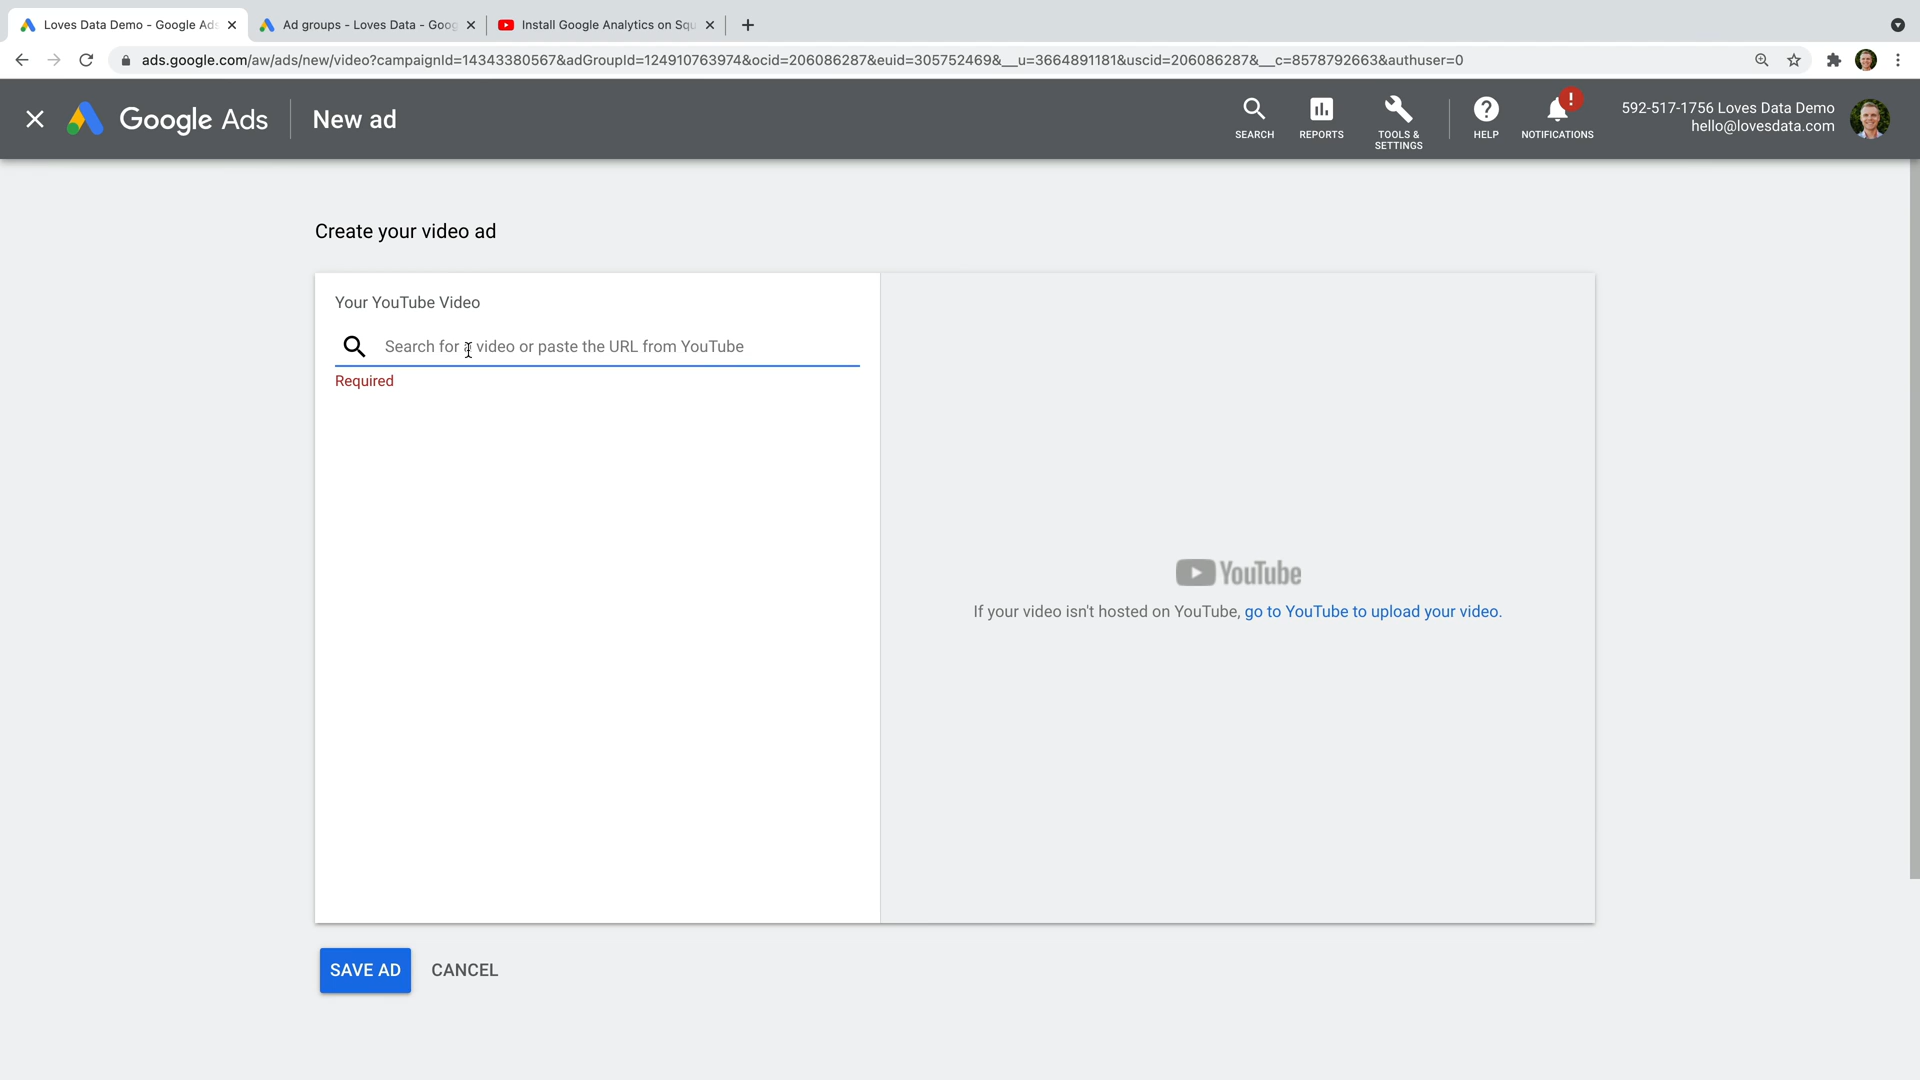 Loves Data Demo - Google Ads
Ad groups - Loves Data - Goog
Install Google Analytics on Squ
ads.google.com/aw/ads/new/video?campaignId=14343380567&adGroupId=124910763974&ocid=206086287&euid=305752469&__u=3664891181&uscid=206086287&__c=8578792663&authuser=0
Google Ads
New ad
SEARCH
REPORTS
TOOLS &
SETTINGS
HELP
!
NOTIFICATIONS
592-517-1756 Loves Data Demo
hello@lovesdata.com
Create your video ad
Your YouTube Video
Search for a video or paste the URL from YouTube
Required
YouTube
If your video isn't hosted on YouTube, go to YouTube to upload your video.
SAVE AD
CANCEL